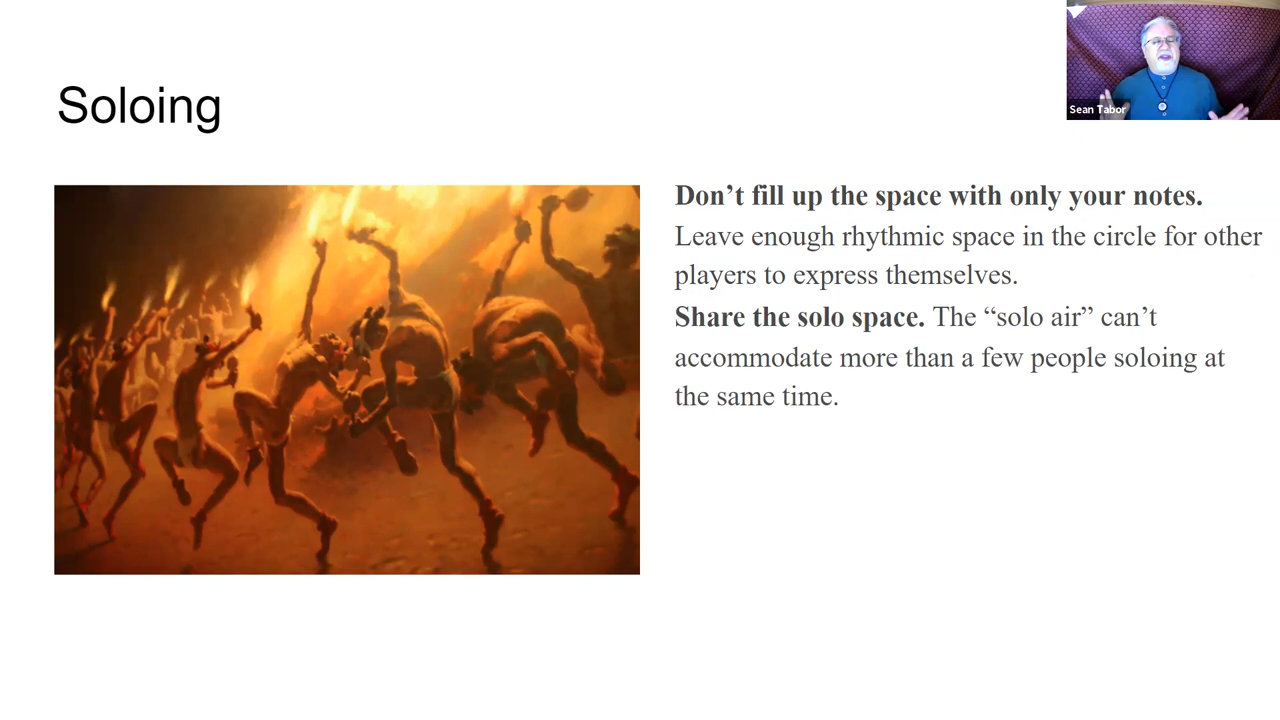 Sean Tabor
Soloing
Don’t fill up the space with only your notes.
Leave enough rhythmic space in the circle for other
players to express themselves.
Share the solo space. The “solo air” can’t
accommodate more than a few people soloing at
the same time.